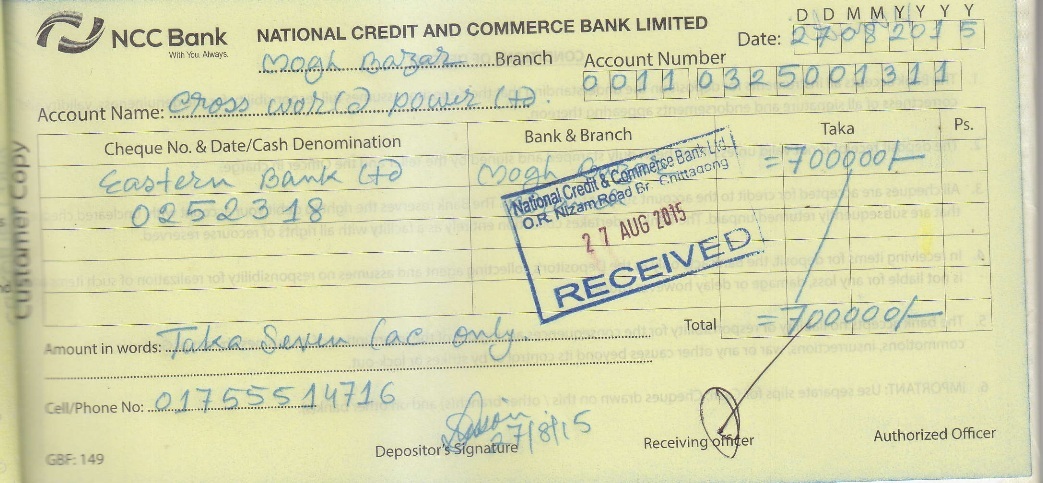 NCC Bank
With You. Always.
NATIONAL CREDIT AND COMMERCE BANK LIMITED
D D M M Y Y Y Y
Date: 27082015
Mogh Bazar Branch
Account Number
0011 0325001311
Account Name: Cross world power Ltd.
Customer Copy
Cheque No. & Date/Cash Denomination Bank & Branch Taka Ps.
Eastern Bank Ltd Mogh =700000/-
0252318
National Credit & Commerce Bank Ltd.
O.R. Nizam Road Br. Chittagong
27 AUG 2015
RECEIVED
Total =700000/-
Amount in words: Taka Seven Lac only.
Cell/Phone No: 01755514716
27/8/15
Depositor's Signature Receiving officer Authorized Officer
GBF: 149